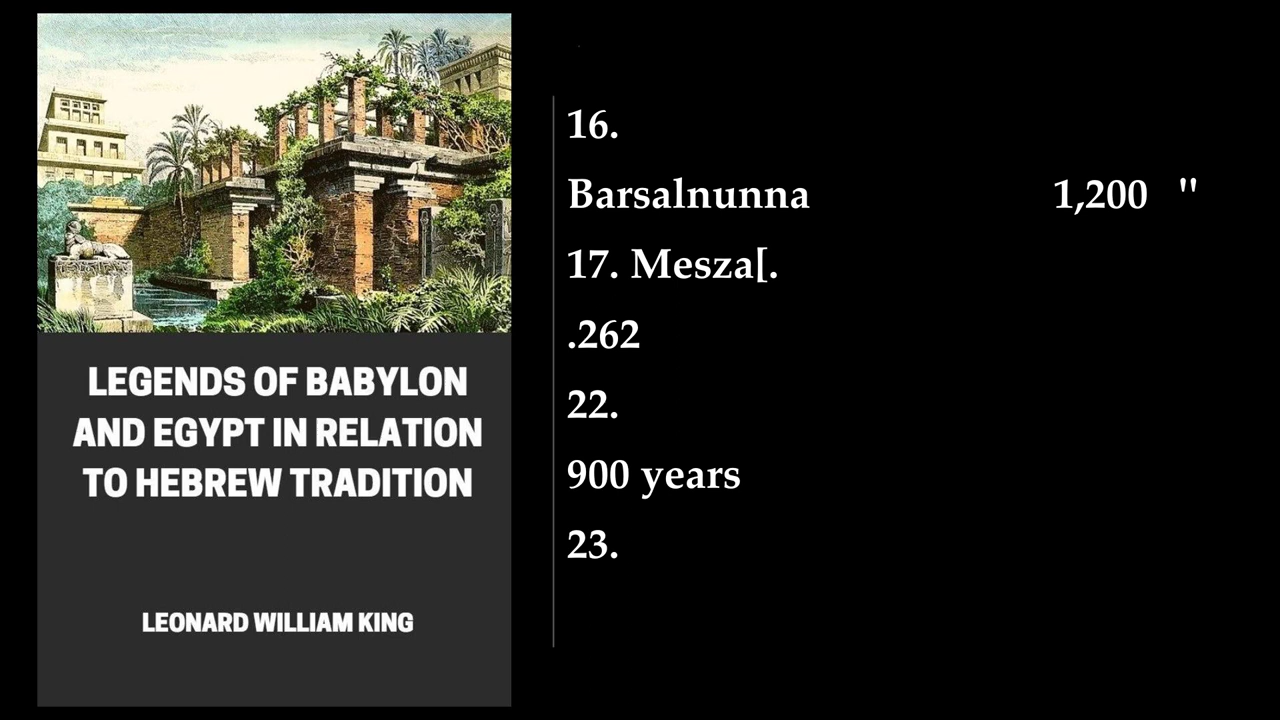 LEGENDS OF BABYLON
AND EGYPT IN RELATION
TO HEBREW TRADITION
LEONARD WILLIAM KING
16.
Barsalnunna 1,200 "
17. Mesza[.
.262
22.
900 years
23.